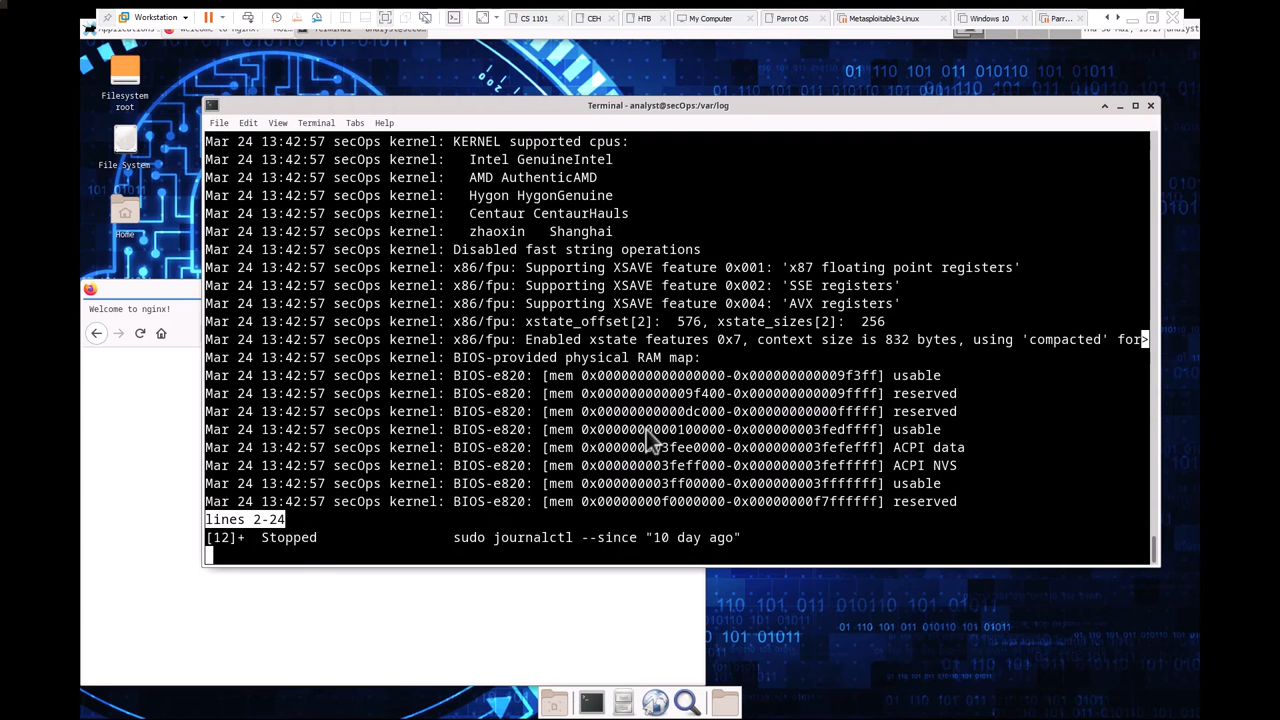 Workstation
CS 1101
CEH
HTB
My Computer
Parrot OS
Metasploitable3-Linux
Windows 10
Parr...
Terminal - analyst@secOps:/var/log
File Edit View Terminal Tabs Help
Mar 24 13:42:57 secOps kernel: KERNEL supported cpus:
Mar 24 13:42:57 secOps kernel:   Intel GenuineIntel
Mar 24 13:42:57 secOps kernel:   AMD AuthenticAMD
Mar 24 13:42:57 secOps kernel:   Hygon HygonGenuine
Mar 24 13:42:57 secOps kernel:   Centaur CentaurHauls
Mar 24 13:42:57 secOps kernel:   zhaoxin   Shanghai
Mar 24 13:42:57 secOps kernel: Disabled fast string operations
Mar 24 13:42:57 secOps kernel: x86/fpu: Supporting XSAVE feature 0x001: 'x87 floating point registers'
Mar 24 13:42:57 secOps kernel: x86/fpu: Supporting XSAVE feature 0x002: 'SSE registers'
Mar 24 13:42:57 secOps kernel: x86/fpu: Supporting XSAVE feature 0x004: 'AVX registers'
Mar 24 13:42:57 secOps kernel: x86/fpu: xstate_offset[2]:  576, xstate_sizes[2]:  256
Mar 24 13:42:57 secOps kernel: x86/fpu: Enabled xstate features 0x7, context size is 832 bytes, using 'compacted' for>
Mar 24 13:42:57 secOps kernel: BIOS-provided physical RAM map:
Mar 24 13:42:57 secOps kernel: BIOS-e820: [mem 0x0000000000000000-0x000000000009f3ff] usable
Mar 24 13:42:57 secOps kernel: BIOS-e820: [mem 0x000000000009f400-0x000000000009ffff] reserved
Mar 24 13:42:57 secOps kernel: BIOS-e820: [mem 0x00000000000dc000-0x00000000000fffff] reserved
Mar 24 13:42:57 secOps kernel: BIOS-e820: [mem 0x0000000000100000-0x000000003fedffff] usable
Mar 24 13:42:57 secOps kernel: BIOS-e820: [mem 0x000000003fee0000-0x000000003fefefff] ACPI data
Mar 24 13:42:57 secOps kernel: BIOS-e820: [mem 0x000000003feff000-0x000000003fefffff] ACPI NVS
Mar 24 13:42:57 secOps kernel: BIOS-e820: [mem 0x000000003ff00000-0x000000003fffffff] usable
Mar 24 13:42:57 secOps kernel: BIOS-e820: [mem 0x00000000f0000000-0x00000000f7ffffff] reserved
lines 2-24
[12]+  Stopped                 sudo journalctl --since "10 day ago"
Filesystem
root
File System
Home
Welcome to nginx!